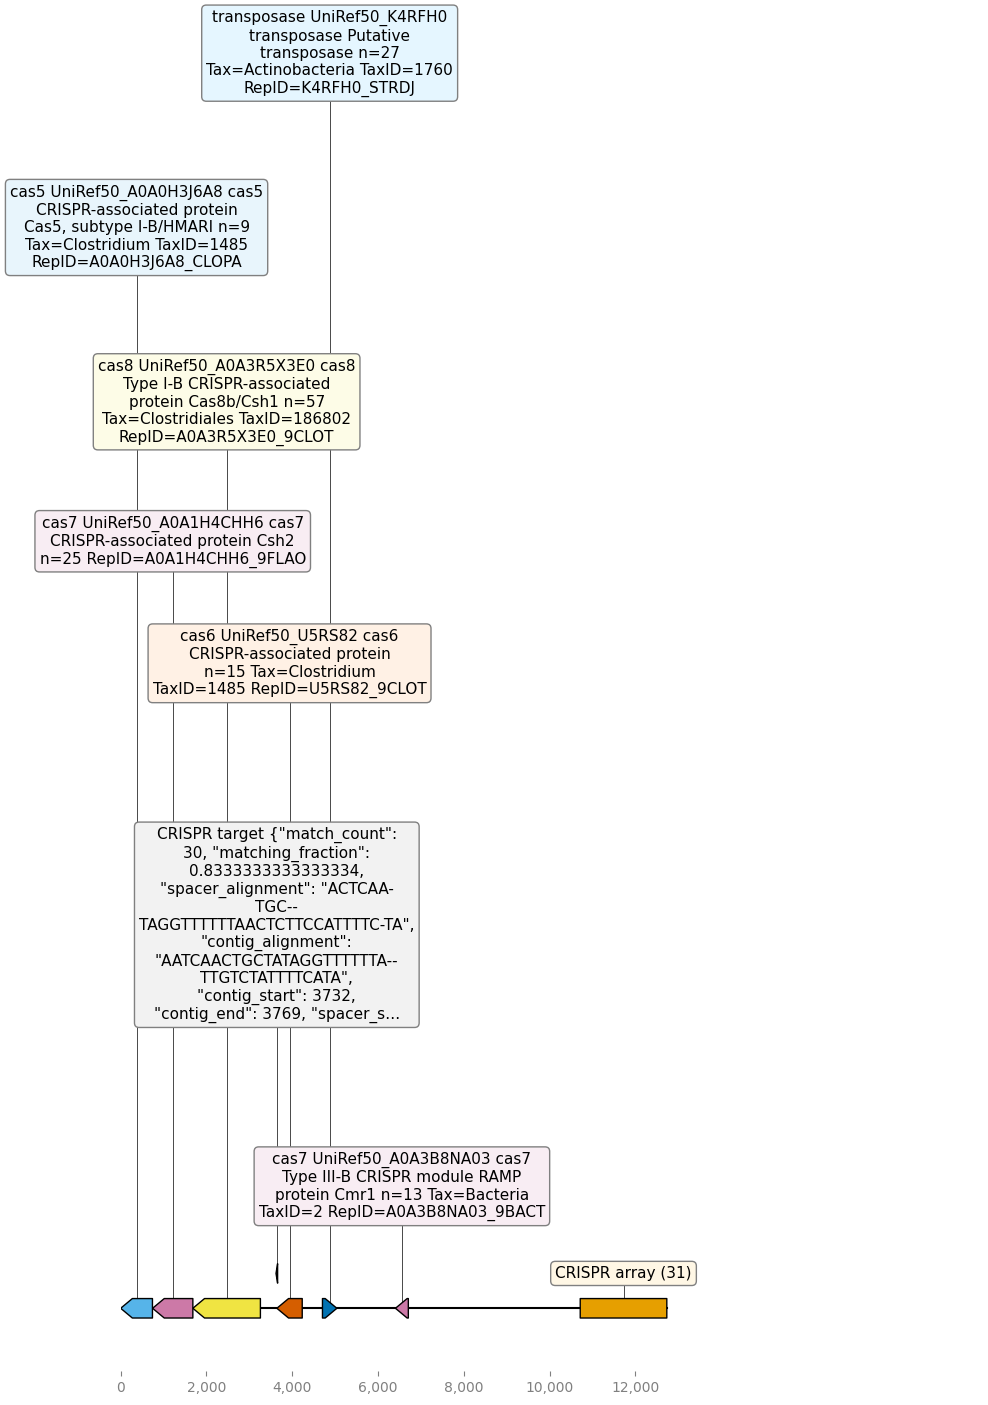 transposase UniRef50_K4RFH0
transposase Putative
transposase n=27
Tax=Actinobacteria TaxID=1760
RepID=K4RFH0_STRDJ
cas5 UniRef50_A0A0H3J6A8 cas5
CRISPR-associated protein
Cas5, subtype I-B/HMARI n=9
Tax=Clostridium TaxID=1485
RepID=A0A0H3J6A8_CLOPA
cas8 UniRef50_A0A3R5X3E0 cas8
Type I-B CRISPR-associated
protein Cas8b/Csh1 n=57
Tax=Clostridiales TaxID=186802
RepID=A0A3R5X3E0_9CLOT
cas7 UniRef50_A0A1H4CHH6 cas7
CRISPR-associated protein Csh2
n=25 RepID=A0A1H4CHH6_9FLAO
cas6 UniRef50_U5RS82 cas6
CRISPR-associated protein
n=15 Tax=Clostridium
TaxID=1485 RepID=U5RS82_9CLOT
CRISPR target {"match_count":
30, "matching_fraction":
0.8333333333333334,
"spacer_alignment": "ACTCAA-
TGC--
TAGGTTTTTTAACTCTTCCATTTTC-TA",
"contig_alignment":
"AATCAACTGCTATAGGTTTTTTA--
TTGTCTATTTTCATA",
"contig_start": 3732,
"contig_end": 3769, "spacer_s...
cas7 UniRef50_A0A3B8NA03 cas7
Type III-B CRISPR module RAMP
protein Cmr1 n=13 Tax=Bacteria
TaxID=2 RepID=A0A3B8NA03_9BACT
CRISPR array (31)
0
2,000
4,000
6,000
8,000
10,000
12,000